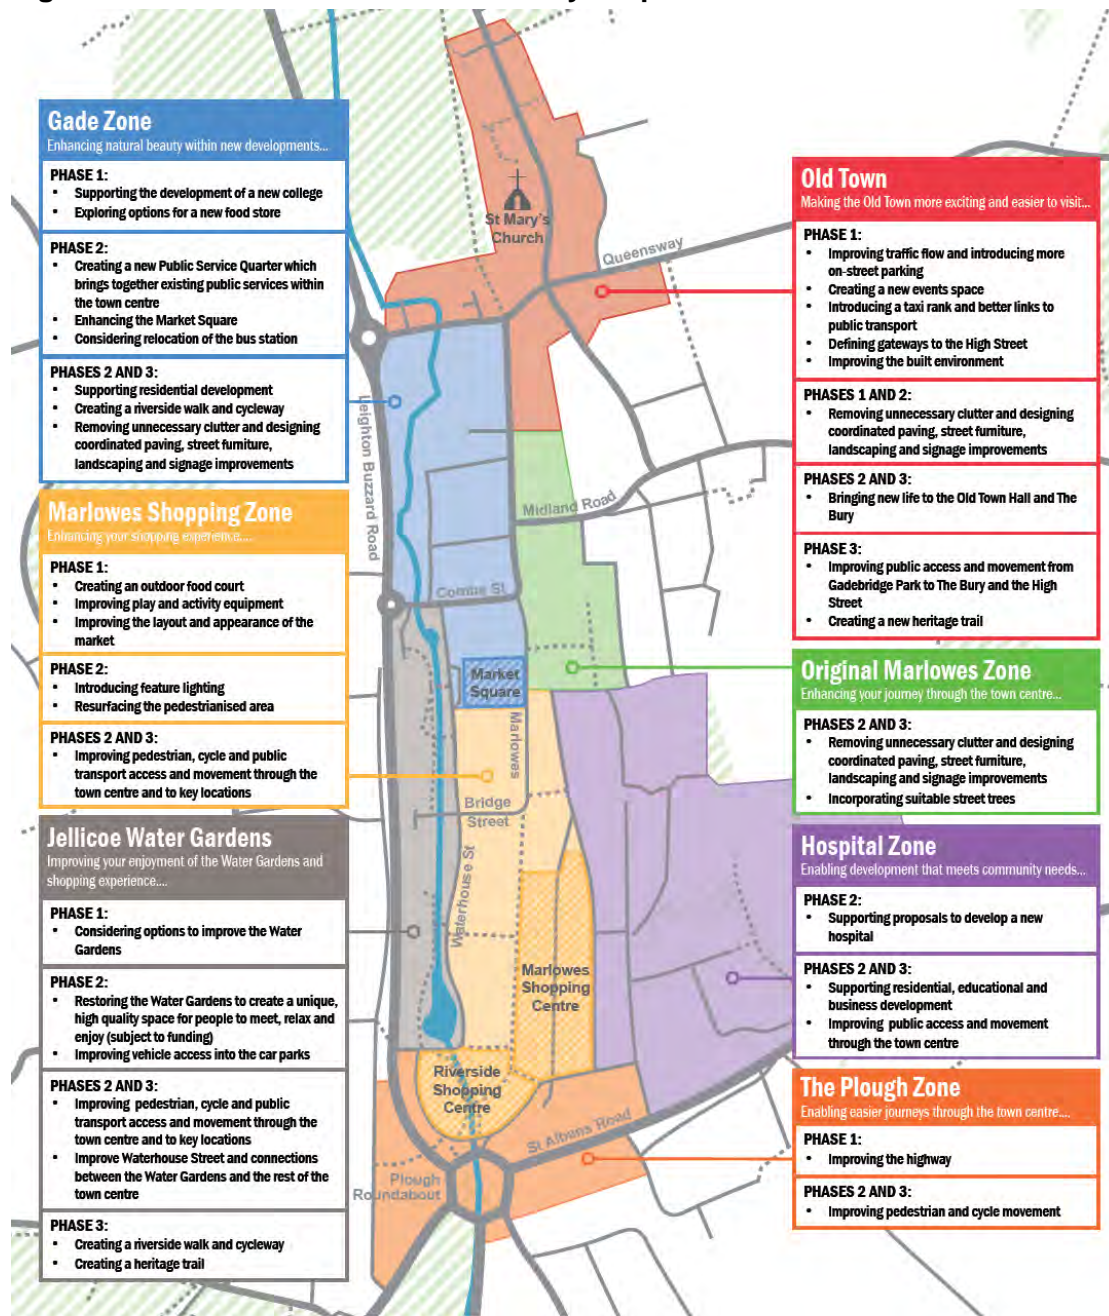 Gade Zone
Enhancing natural beauty within new developments...
PHASE 1:
• Supporting the development of a new college
• Exploring options for a new food store
PHASE 2:
• Creating a new Public Service Quarter which
brings together existing public services within
the town centre
• Enhancing the Market Square
• Considering relocation of the bus station
PHASES 2 AND 3:
• Supporting residential development
• Creating a riverside walk and cycleway
• Removing unnecessary clutter and designing
coordinated paving, street furniture,
landscaping and signage improvements
Marlowes Shopping Zone
Enhancing your shopping experience....
PHASE 1:
• Creating an outdoor food court
• Improving play and activity equipment
• Improving the layout and appearance of the
market
PHASE 2:
• Introducing feature lighting
• Resurfacing the pedestrianised area
PHASES 2 AND 3:
• Improving pedestrian, cycle and public
transport access and movement through the
town centre and to key locations
Jellicoe Water Gardens
Improving your enjoyment of the Water Gardens and
shopping experience....
PHASE 1:
• Considering options to improve the Water
Gardens
PHASE 2:
• Restoring the Water Gardens to create a unique,
high quality space for people to meet, relax and
enjoy (subject to funding)
• Improving vehicle access into the car parks
PHASES 2 AND 3:
• Improving pedestrian, cycle and public
transport access and movement through the
town centre and to key locations
• Improve Waterhouse Street and connections
between the Water Gardens and the rest of the
town centre
PHASE 3:
• Creating a riverside walk and cycleway
• Creating a heritage trail
St Mary's
Church
Queensway
Leighton Buzzard Road
Midland Road
Combe St
Market
Square
Marlowes
Bridge
Street
Waterhouse St
Marlowes
Shopping
Centre
Riverside
Shopping
Centre
St Albans Road
Plough
Roundabout
Old Town
Making the Old Town more exciting and easier to visit...
PHASE 1:
• Improving traffic flow and introducing more
on-street parking
• Creating a new events space
• Introducing a taxi rank and better links to
public transport
• Defining gateways to the High Street
• Improving the built environment
PHASES 1 AND 2:
• Removing unnecessary clutter and designing
coordinated paving, street furniture,
landscaping and signage improvements
PHASES 2 AND 3:
• Bringing new life to the Old Town Hall and The
Bury
PHASE 3:
• Improving public access and movement from
Gadebridge Park to The Bury and the High
Street
• Creating a new heritage trail
Original Marlowes Zone
Enhancing your journey through the town centre...
PHASES 2 AND 3:
• Removing unnecessary clutter and designing
coordinated paving, street furniture,
landscaping and signage improvements
• Incorporating suitable street trees
Hospital Zone
Enabling development that meets community needs...
PHASE 2:
• Supporting proposals to develop a new
hospital
PHASES 2 AND 3:
• Supporting residential, educational and
business development
• Improving public access and movement
through the town centre
The Plough Zone
Enabling easier journeys through the town centre....
PHASE 1:
• Improving the highway
PHASES 2 AND 3:
• Improving pedestrian and cycle movement